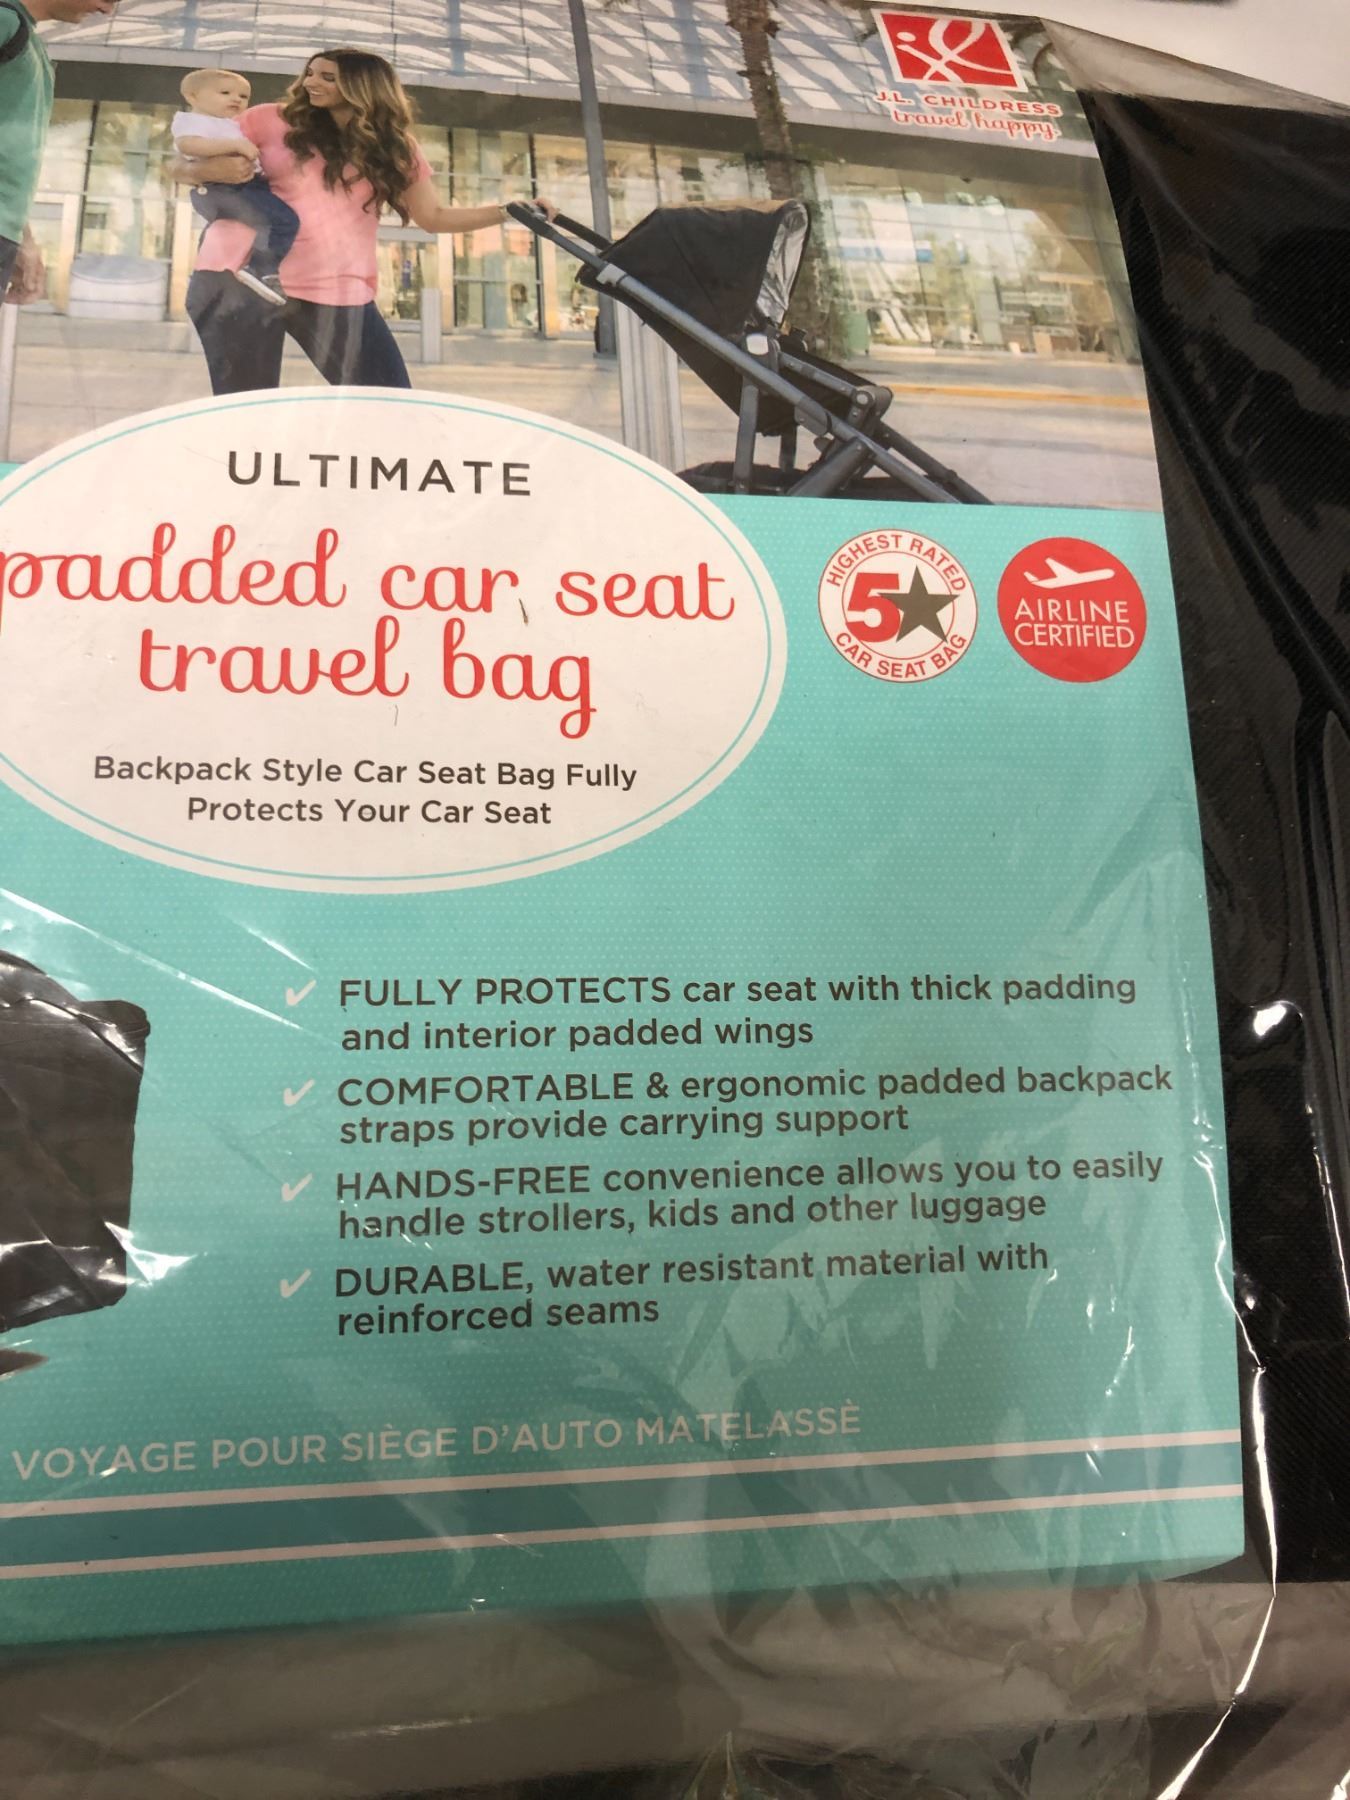 J.L. CHILDRESS
travel happy.
ULTIMATE
padded car seat
travel bag
Backpack Style Car Seat Bag Fully
Protects Your Car Seat
HIGHEST RATED
5
CAR SEAT BAG
AIRLINE
CERTIFIED
FULLY PROTECTS car seat with thick padding
and interior padded wings
COMFORTABLE & ergonomic padded backpack
straps provide carrying support
HANDS-FREE convenience allows you to easily
handle strollers, kids and other luggage
DURABLE, water resistant material with
reinforced seams
VOYAGE POUR SIÈGE D'AUTO MATELASSÈ